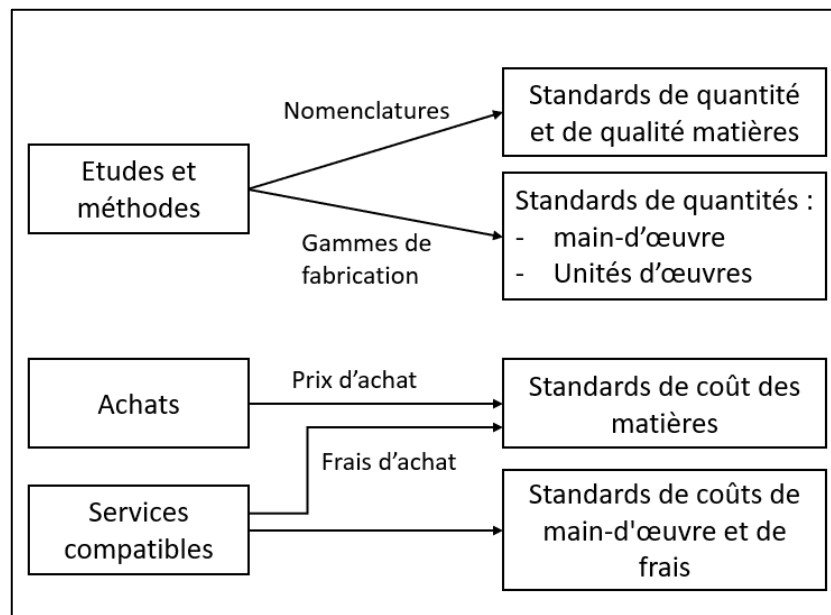 Nomenclatures
Standards de quantité
et de qualité matières
Etudes et
méthodes
Gammes de
fabrication
Standards de quantités :
- main-d’œuvre
- Unités d’œuvres
Achats
Prix d’achat
Standards de coût des
matières
Frais d’achat
Services
compatibles
Standards de coûts de
main-d'œuvre et de
frais